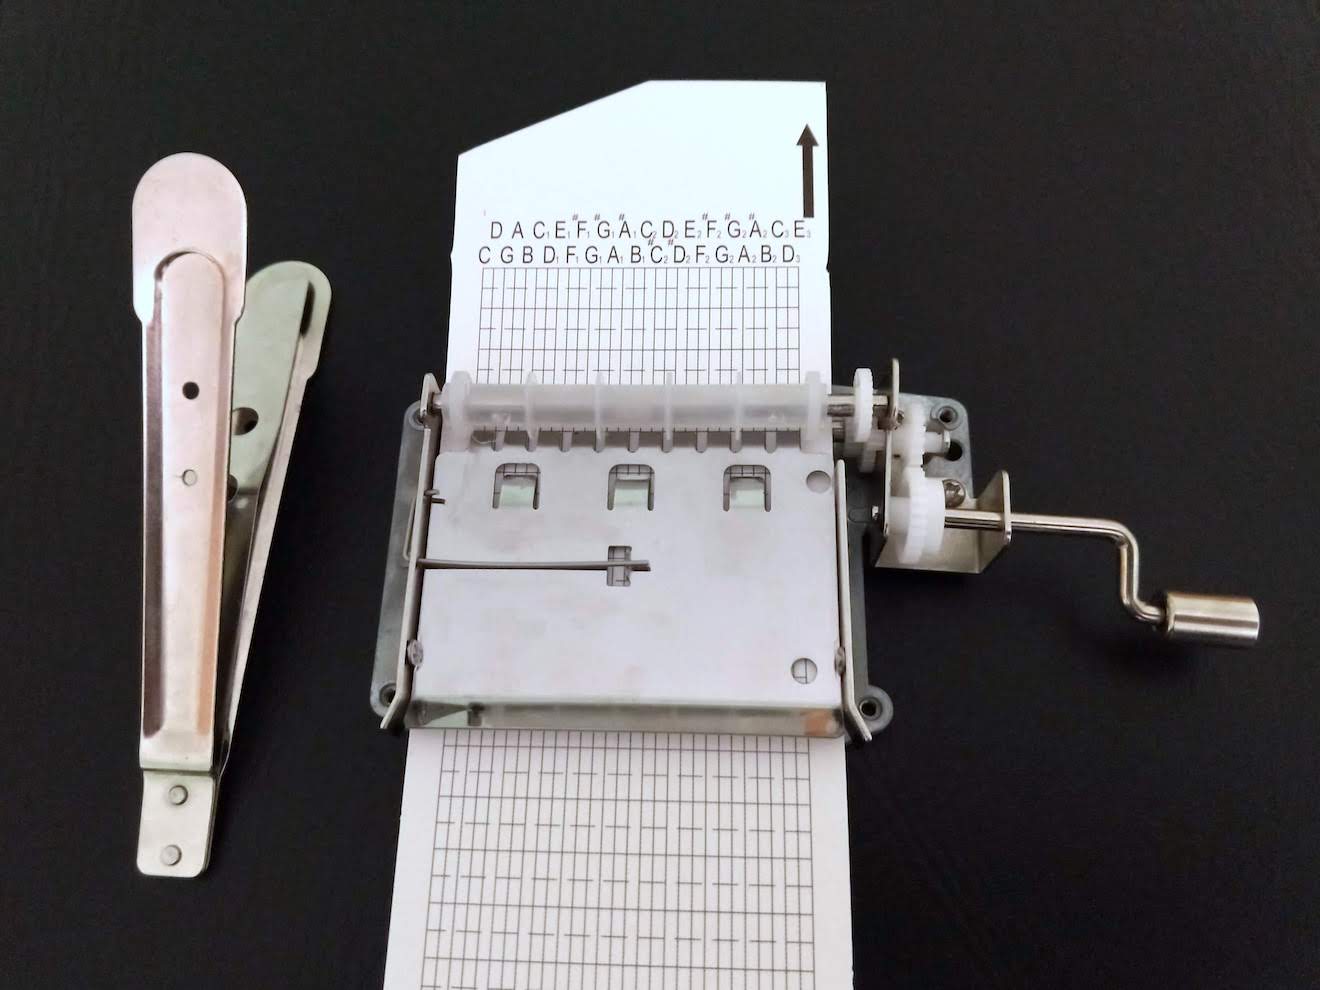 D A C₁ E₁ #F₁ #G₁ #A₁ C₂ D₂ E₂ #F₂ #G₂ #A₂ C₃ E₃
C G B D₁ F₁ G₁ A₁ B₁ #C₂ #D₂ F₂ G₂ A₂ B₂ D₃